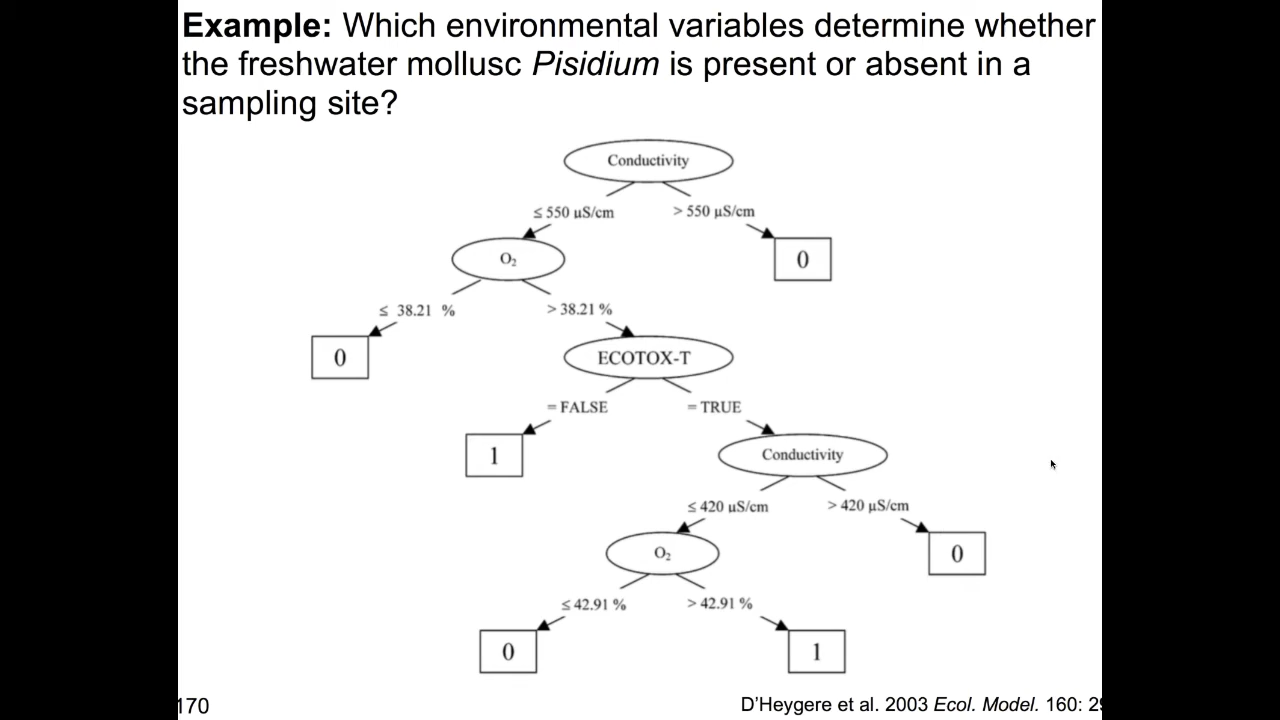 Example: Which environmental variables determine whether
the freshwater mollusc Pisidium is present or absent in a
sampling site?
Conductivity
≤ 550 µS/cm
> 550 µS/cm
O₂
0
≤ 38.21 %
> 38.21 %
0
ECOTOX-T
= FALSE
= TRUE
1
Conductivity
≤ 420 µS/cm
> 420 µS/cm
O₂
0
≤ 42.91 %
> 42.91 %
0
1
170
D'Heygere et al. 2003 Ecol. Model. 160: